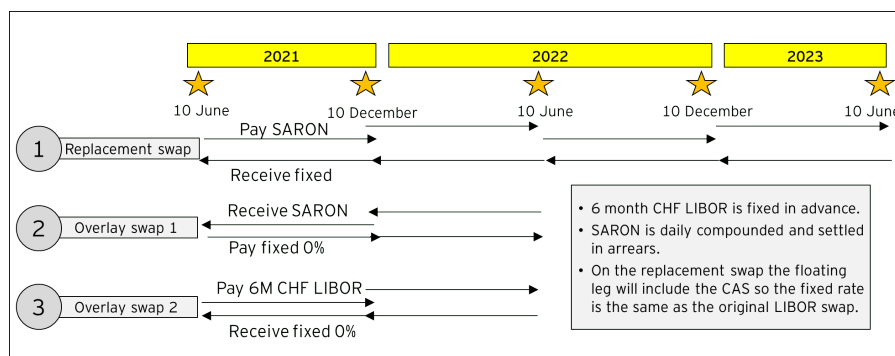 2021 2022 2023
10 June 10 December 10 June 10 December 10 June
Pay SARON
1 Replacement swap
Receive fixed
Receive SARON
2 Overlay swap 1
Pay fixed 0%
Pay 6M CHF LIBOR
3 Overlay swap 2
Receive fixed 0%
• 6 month CHF LIBOR is fixed in advance.
• SARON is daily compounded and settled
in arrears.
• On the replacement swap the floating
leg will include the CAS so the fixed rate
is the same as the original LIBOR swap.